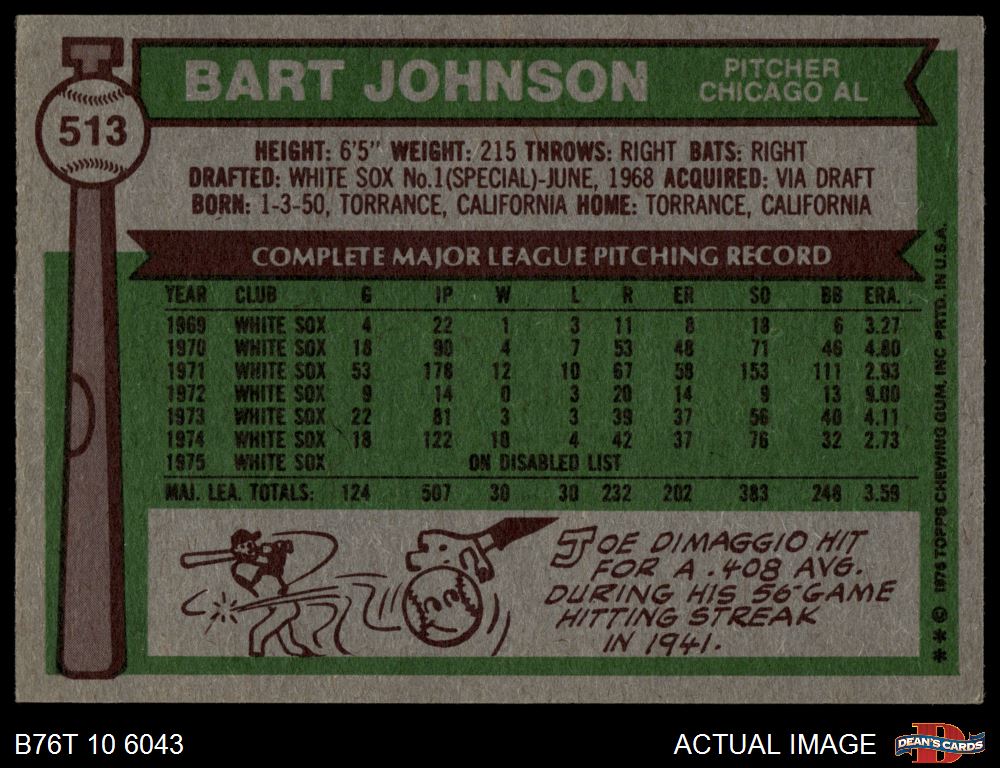 513
BART JOHNSON
PITCHER
CHICAGO AL
HEIGHT: 6'5" WEIGHT: 215 THROWS: RIGHT BATS: RIGHT
DRAFTED: WHITE SOX No.1(SPECIAL)-JUNE, 1968 ACQUIRED: VIA DRAFT
BORN: 1-3-50, TORRANCE, CALIFORNIA HOME: TORRANCE, CALIFORNIA
COMPLETE MAJOR LEAGUE PITCHING RECORD
YEAR CLUB G IP W L R ER SO BB ERA.
1969 WHITE SOX 4 22 1 3 11 8 18 6 3.27
1970 WHITE SOX 18 90 4 7 53 48 71 46 4.80
1971 WHITE SOX 53 178 12 10 67 58 153 111 2.93
1972 WHITE SOX 9 14 0 3 20 14 9 13 9.00
1973 WHITE SOX 22 81 3 3 39 37 56 40 4.11
1974 WHITE SOX 18 122 10 4 42 37 76 32 2.73
1975 WHITE SOX ON DISABLED LIST
MAJ. LEA. TOTALS: 124 507 30 30 232 202 383 248 3.59
JOE DIMAGGIO HIT
FOR A .408 AVG.
DURING HIS 56-GAME
HITTING STREAK
IN 1941.
** © 1976 TOPPS CHEWING GUM, INC PRTD. IN U.S.A.
B76T 10 6043
ACTUAL IMAGE
D
DEAN'S CARDS